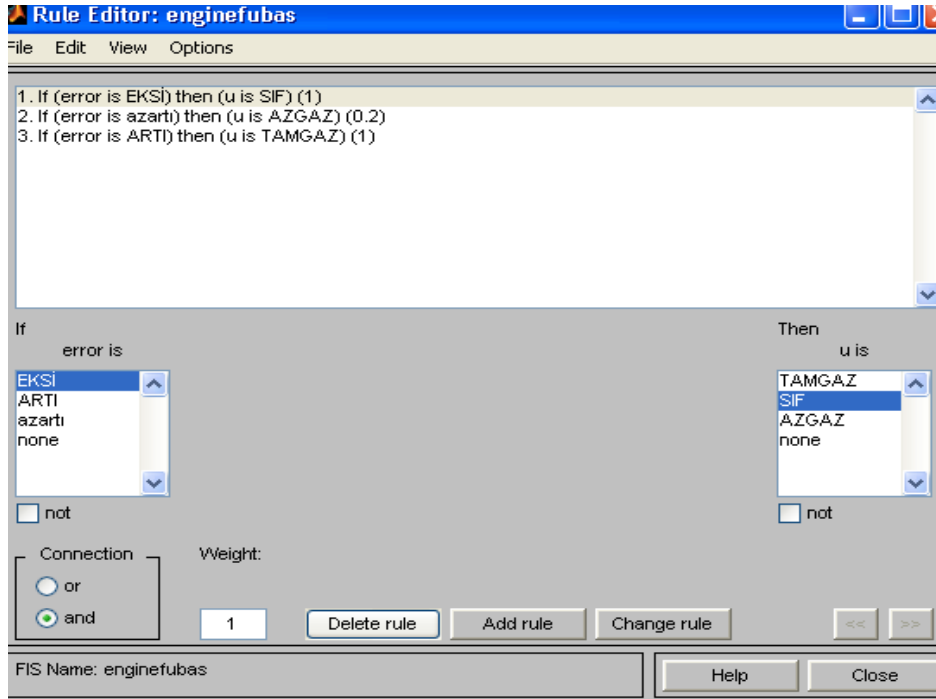 Rule Editor: enginefubas
File Edit View Options
1. If (error is EKSİ) then (u is SIF) (1)
2. If (error is azartı) then (u is AZGAZ) (0.2)
3. If (error is ARTI) then (u is TAMGAZ) (1)
If
error is
Then
u is
EKSİ
ARTI
azartı
none
TAMGAZ
SIF
AZGAZ
none
not
not
Connection
or
and
Weight:
1
Delete rule
Add rule
Change rule
<<
>>
FIS Name: enginefubas
Help
Close